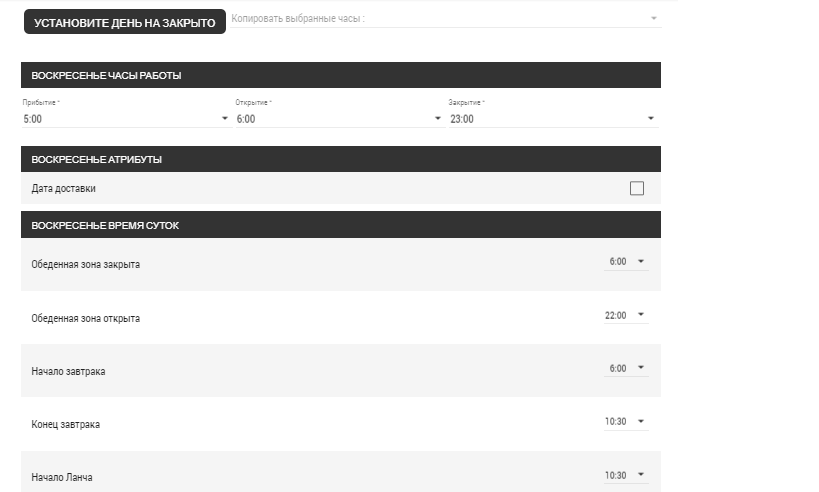 УСТАНОВИТЕ ДЕНЬ НА ЗАКРЫТО
Копировать выбранные часы :
ВОСКРЕСЕНЬЕ ЧАСЫ РАБОТЫ
Прибытие * Открытие * Закрытие *
5:00 6:00 23:00
ВОСКРЕСЕНЬЕ АТРИБУТЫ
Дата доставки
ВОСКРЕСЕНЬЕ ВРЕМЯ СУТОК
Обеденная зона закрыта 6:00
Обеденная зона открыта 22:00
Начало завтрака 6:00
Конец завтрака 10:30
Начало Ланча 10:30